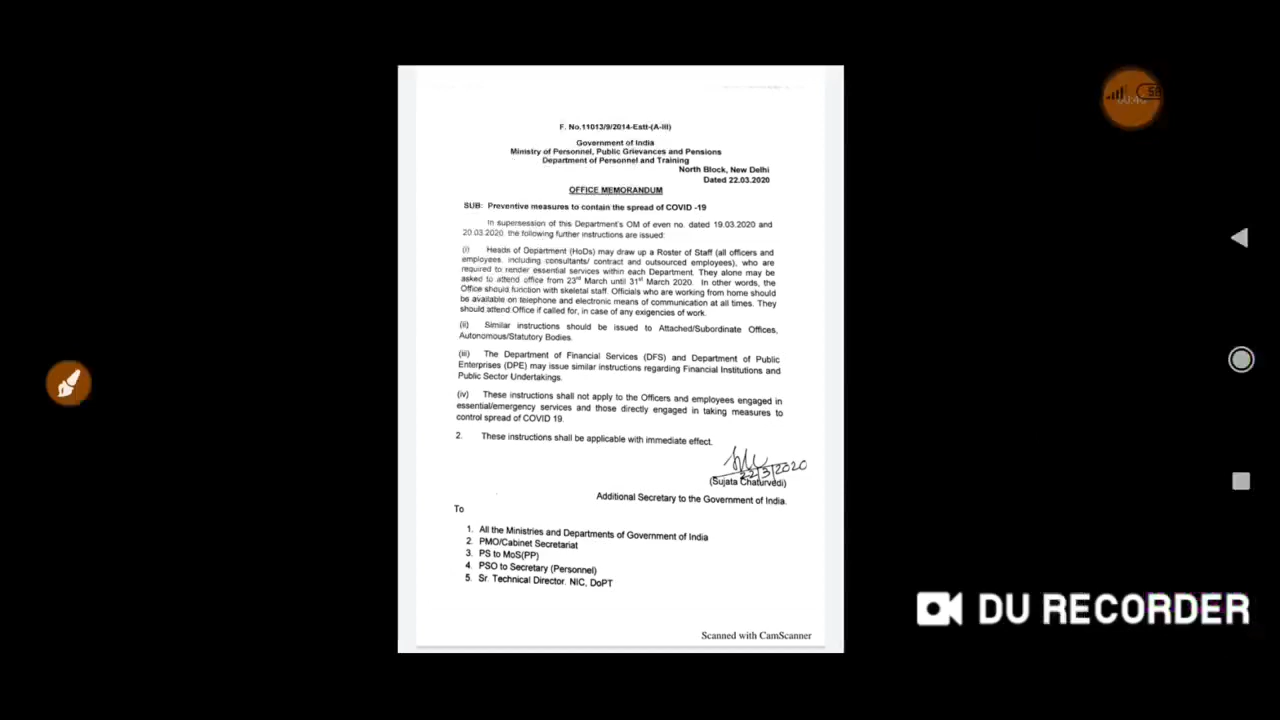 F. No.11013/9/2014-Estt-(A-III)
Government of India
Ministry of Personnel, Public Grievances and Pensions
Department of Personnel and Training
North Block, New Delhi
Dated 22.03.2020
OFFICE MEMORANDUM
SUB: Preventive measures to contain the spread of COVID -19
In supersession of this Department's OM of even no. dated 19.03.2020 and
20.03.2020 the following further instructions are issued:
(i) Heads of Department (HoDs) may draw up a Roster of Staff (all officers and
employees, including consultants/ contract and outsourced employees), who are
required to render essential services within each Department. They alone may be
asked to attend office from 23rd March until 31st March 2020. In other words, the
Office should function with skeletal staff. Officials who are working from home should
be available on telephone and electronic means of communication at all times. They
should attend Office if called for, in case of any exigencies of work.
(ii) Similar instructions should be issued to Attached/Subordinate Offices,
Autonomous/Statutory Bodies.
(iii) The Department of Financial Services (DFS) and Department of Public
Enterprises (DPE) may issue similar instructions regarding Financial Institutions and
Public Sector Undertakings.
(iv) These instructions shall not apply to the Officers and employees engaged in
essential/emergency services and those directly engaged in taking measures to
control spread of COVID 19.
2. These instructions shall be applicable with immediate effect.
22/3/2020
(Sujata Chaturvedi)
Additional Secretary to the Government of India.
To
1. All the Ministries and Departments of Government of India
2. PMO/Cabinet Secretariat
3. PS to MoS(PP)
4. PSO to Secretary (Personnel)
5. Sr. Technical Director. NIC, DoPT
Scanned with CamScanner
58
DU RECORDER